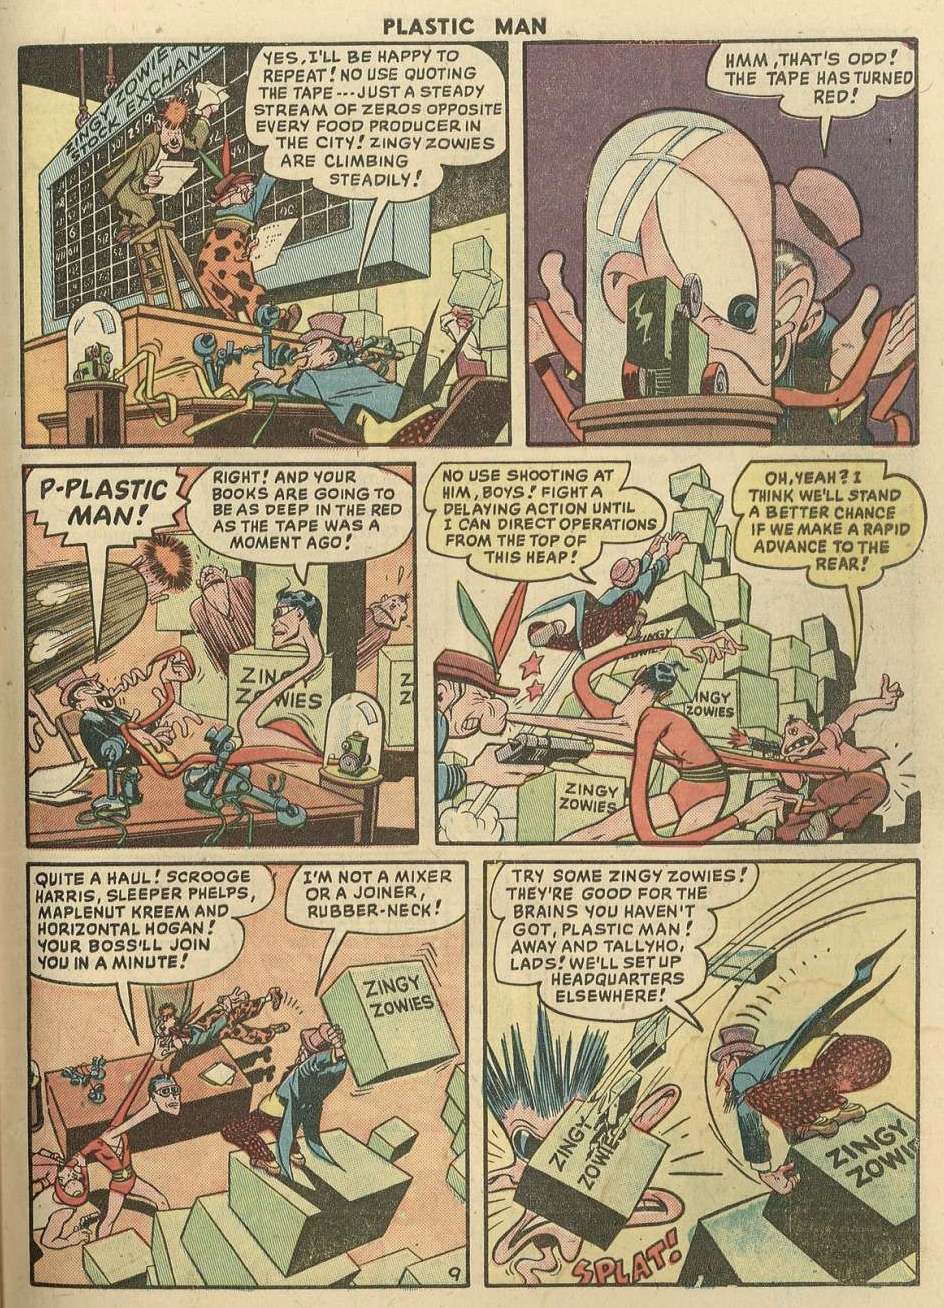 PLASTIC MAN
ZINGY ZOWIE
STOCK EXCHAN
YES, I'LL BE HAPPY TO
REPEAT! NO USE QUOTING
THE TAPE---JUST A STEADY
STREAM OF ZEROS OPPOSITE
EVERY FOOD PRODUCER IN
THE CITY! ZINGY ZOWIES
ARE CLIMBING
STEADILY!
HMM, THAT'S ODD!
THE TAPE HAS TURNED
RED!
P-PLASTIC
MAN!
RIGHT! AND YOUR
BOOKS ARE GOING TO
BE AS DEEP IN THE RED
AS THE TAPE WAS A
MOMENT AGO!
ZINGY
ZOWIES
Z
Z
NO USE SHOOTING AT
HIM, BOYS! FIGHT A
DELAYING ACTION UNTIL
I CAN DIRECT OPERATIONS
FROM THE TOP OF
THIS HEAP!
OH, YEAH? I
THINK WE'LL STAND
A BETTER CHANCE
IF WE MAKE A RAPID
ADVANCE TO THE
REAR!
ZINGY
INGY
ZOWIES
ZINGY
ZOWIES
QUITE A HAUL! SCROOGE
HARRIS, SLEEPER PHELPS,
MAPLENUT KREEM AND
HORIZONTAL HOGAN!
YOUR BOSS'LL JOIN
YOU IN A MINUTE!
I'M NOT A MIXER
OR A JOINER,
RUBBER-NECK!
ZINGY
ZOWIES
9
TRY SOME ZINGY ZOWIES!
THEY'RE GOOD FOR THE
BRAINS YOU HAVEN'T
GOT, PLASTIC MAN!
AWAY AND TALLYHO,
LADS! WE'LL SET UP
HEADQUARTERS
ELSEWHERE!
ZINGY
ZOWIES
ZINGY
ZOWI
SPLAT!